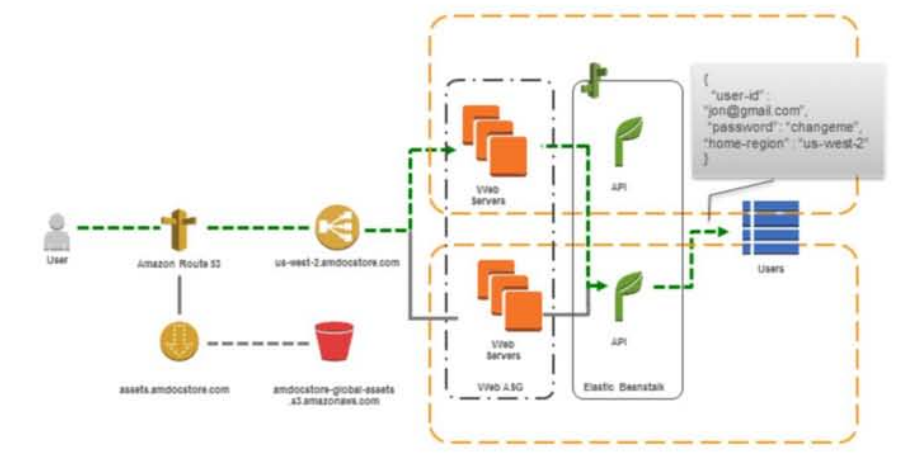 {
"user-id" :
"jon@gmail.com",
"password": "changeme",
"home-region" : "us-west-2"
}
Web
Servers
API
User
Amazon Route 53
us-west-2.amdocstore.com
Users
Web
Servers
API
assets.amdocstore.com
amdocstore-global-assets
.s3.amazonaws.com
Web ASG
Elastic Beanstalk